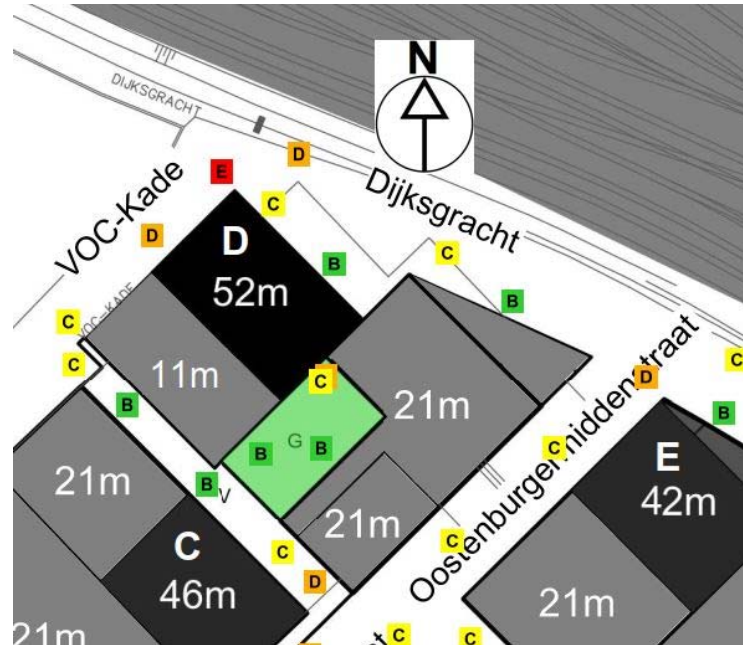 N
DIJKSGRACHT
D
E
Dijksgracht
VOC-Kade
C
D
C
D
52m
B
C
B
VOC-KADE
C
C
11m
C
D
C
B
21m
B
G
B
B
C
E
42m
21m
B
V
21m
C
46m
C
D
C
Oostenburgermiddenstraat
21m
21m
C
C